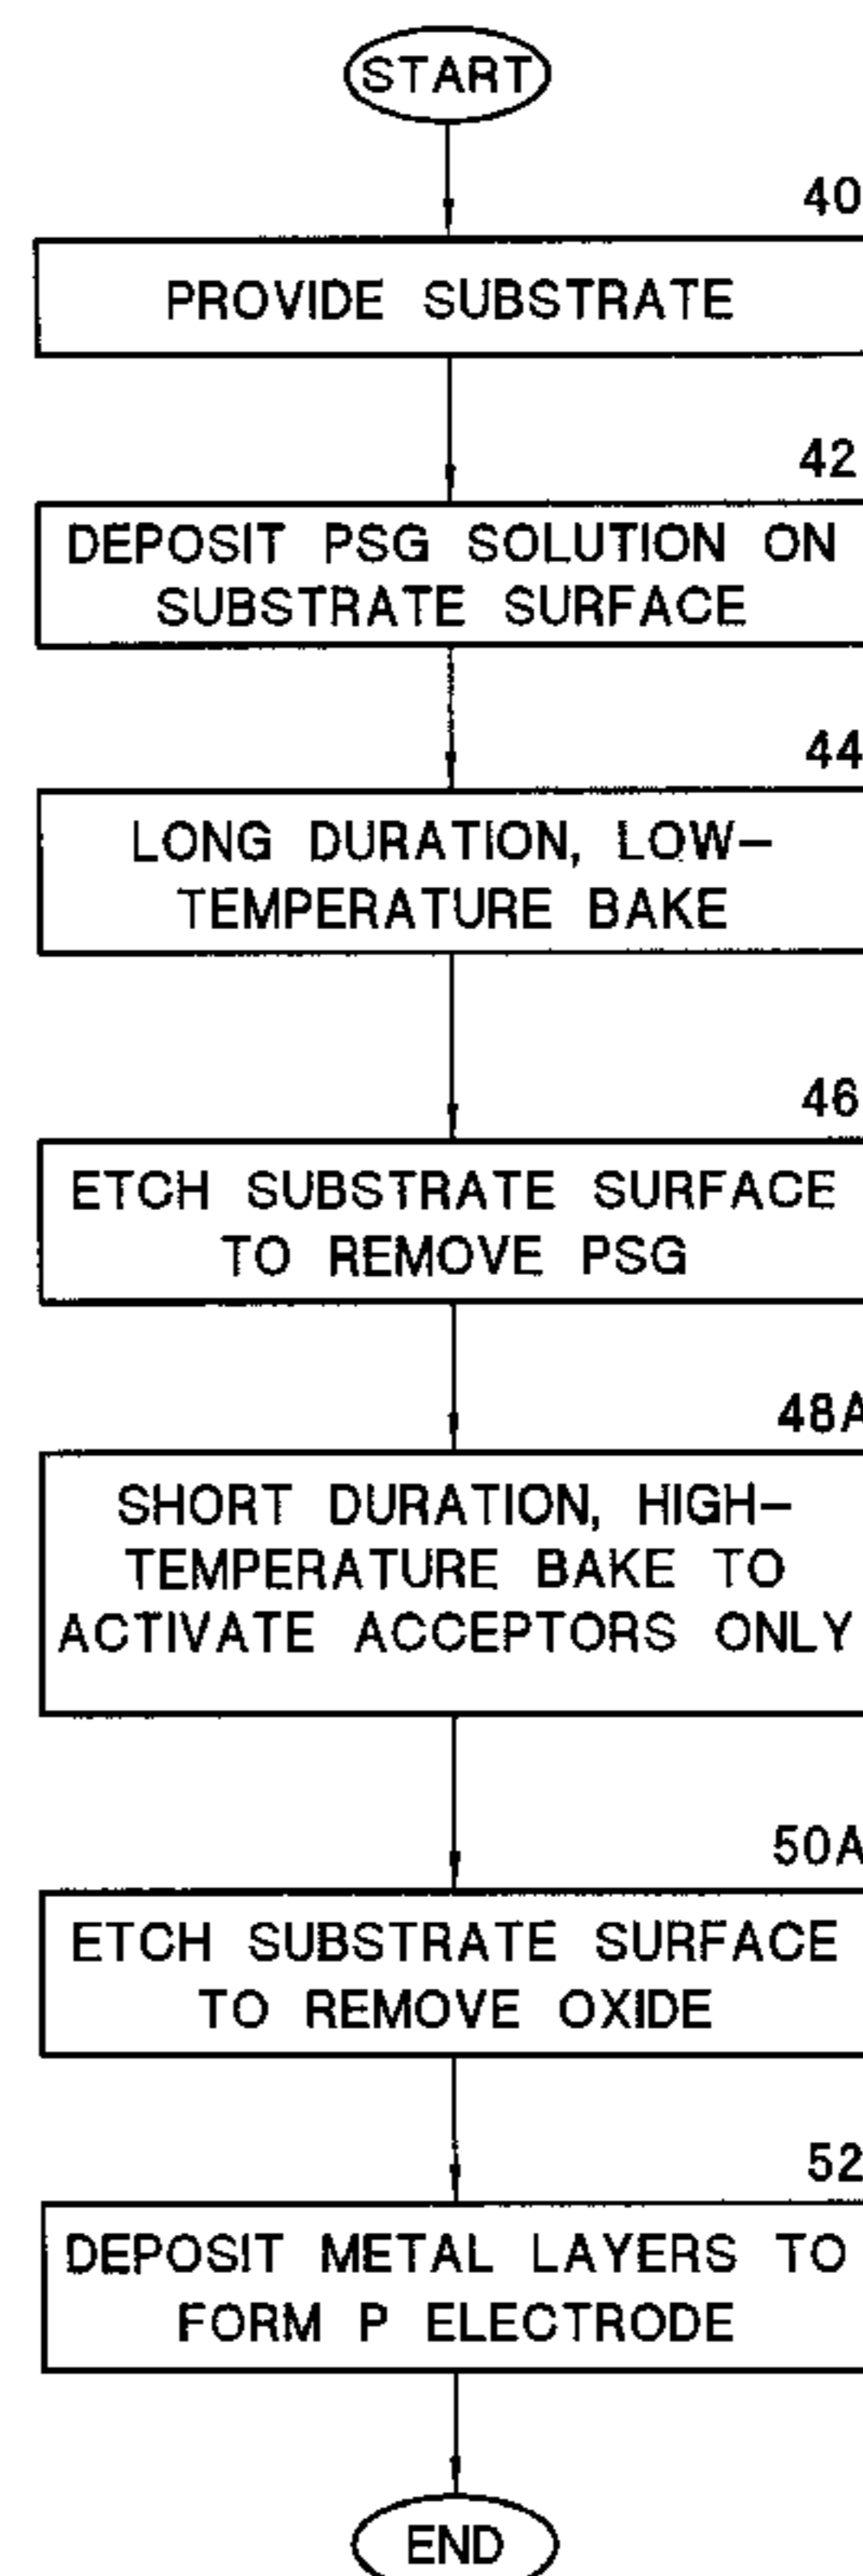 START
40
PROVIDE SUBSTRATE
42
DEPOSIT PSG SOLUTION ON
SUBSTRATE SURFACE
44
LONG DURATION, LOW-
TEMPERATURE BAKE
46
ETCH SUBSTRATE SURFACE
TO REMOVE PSG
48A
SHORT DURATION, HIGH-
TEMPERATURE BAKE TO
ACTIVATE ACCEPTORS ONLY
50A
ETCH SUBSTRATE SURFACE
TO REMOVE OXIDE
52
DEPOSIT METAL LAYERS TO
FORM P ELECTRODE
END